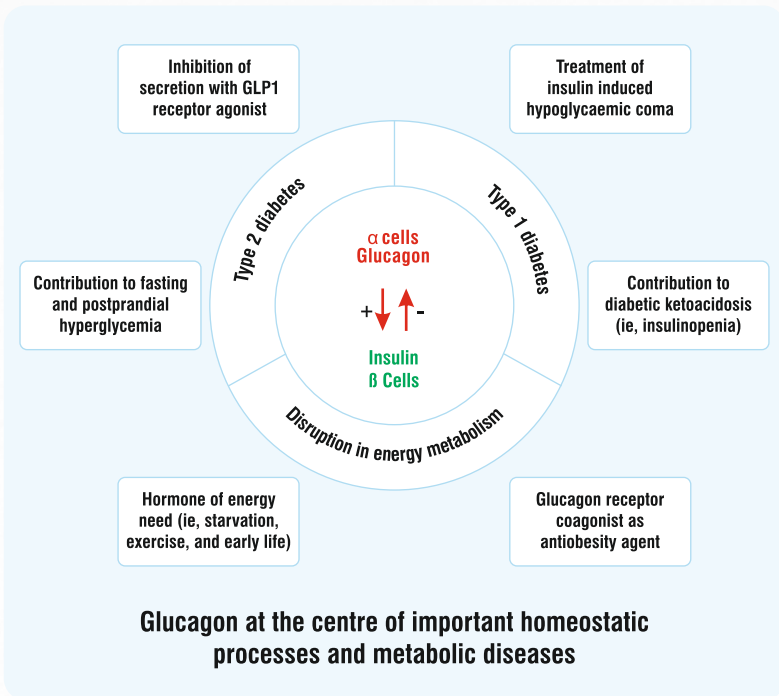 Inhibition of
secretion with GLP1
receptor agonist
Treatment of
insulin induced
hypoglycaemic coma
Type 2 diabetes
Type 1 diabetes
α cells
Glucagon
+
-
Insulin
ß Cells
Contribution to fasting
and postprandial
hyperglycemia
Contribution to
diabetic ketoacidosis
(ie, insulinopenia)
Disruption in energy metabolism
Hormone of energy
need (ie, starvation,
exercise, and early life)
Glucagon receptor
coagonist as
antiobesity agent
Glucagon at the centre of important homeostatic
processes and metabolic diseases